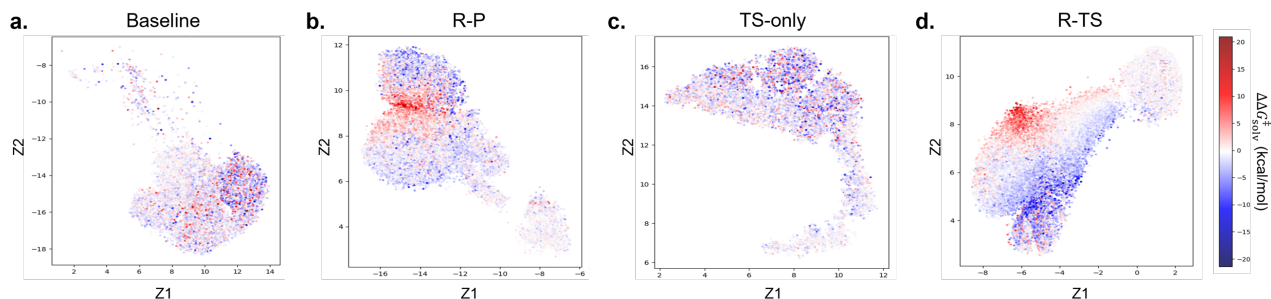 a. Baseline
b. R-P
c. TS-only
d. R-TS
Z2
−8
−10
−12
−14
−16
−18
2 4 6 8 10 12 14
Z1
Z2
12
10
8
6
4
−16 −14 −12 −10 −8 −6
Z1
Z2
16
14
12
10
8
6
2 4 6 8 10 12
Z1
Z2
10
8
6
4
−8 −6 −4 −2 0 2
Z1
20
15
10
5
0
−5
−10
−15
−20
ΔΔG‡solv (kcal/mol)